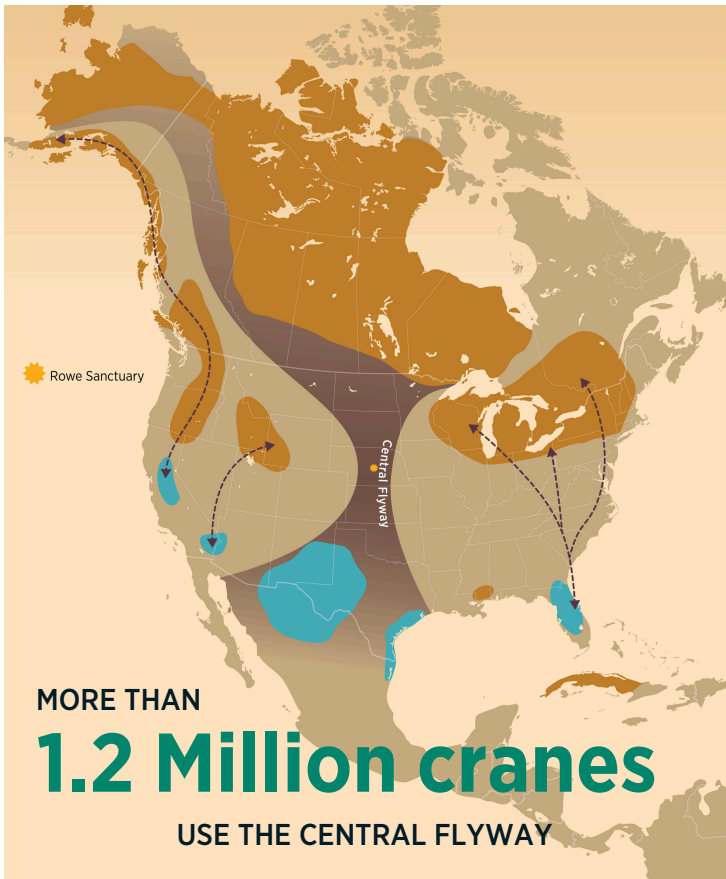 Rowe Sanctuary
Central Flyway
MORE THAN
1.2 Million cranes
USE THE CENTRAL FLYWAY